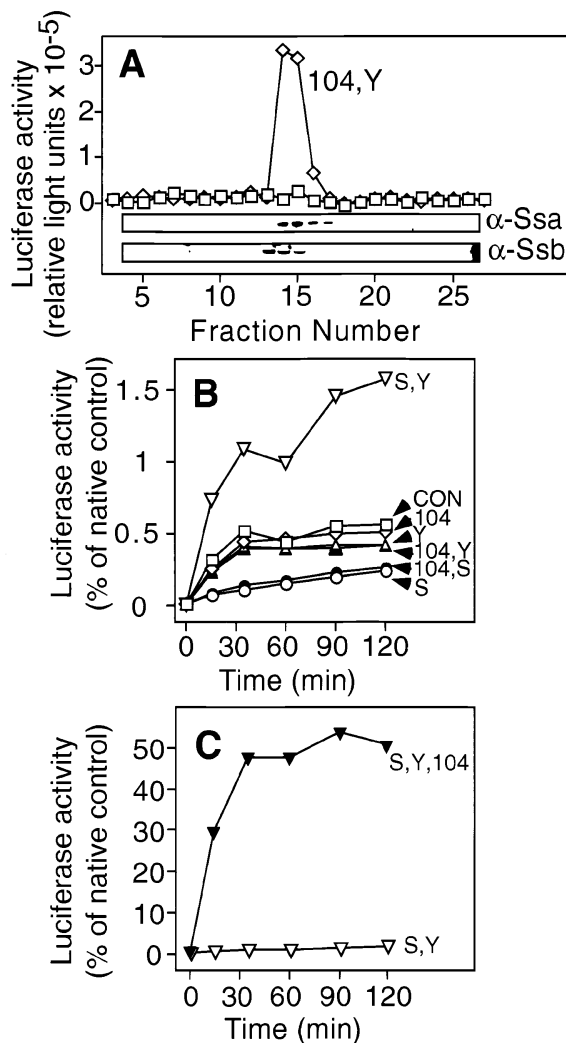 A
Luciferase activity
(relative light units x 10-5)
3
2
1
0
104,Y
α-Ssa
α-Ssb
5 10 15 20 25
Fraction Number
B
Luciferase activity
(% of native control)
1.5
1
0.5
0
S,Y
CON
104
Y
104,Y
104,S
S
0 30 60 90 120
Time (min)
C
Luciferase activity
(% of native control)
50
40
30
20
10
0
S,Y,104
S,Y
0 30 60 90 120
Time (min)